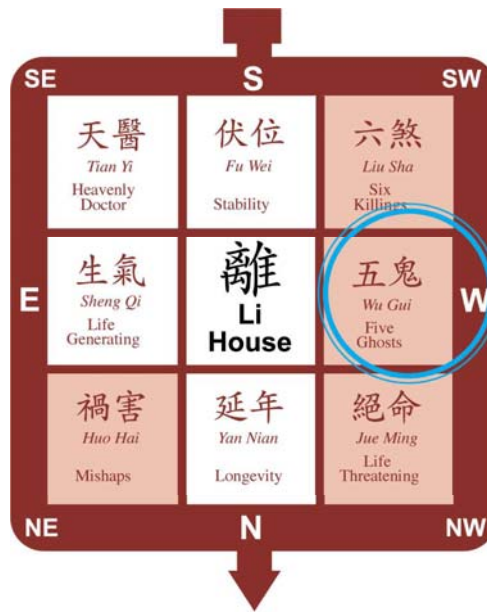 SE
S
SW
天醫
Tian Yi
Heavenly
Doctor
伏位
Fu Wei
Stability
六煞
Liu Sha
Six
Killings
E
生氣
Sheng Qi
Life
Generating
離
Li
House
五鬼
Wu Gui
Five
Ghosts
W
禍害
Huo Hai
Mishaps
延年
Yan Nian
Longevity
絕命
Jue Ming
Life
Threatening
NE
N
NW